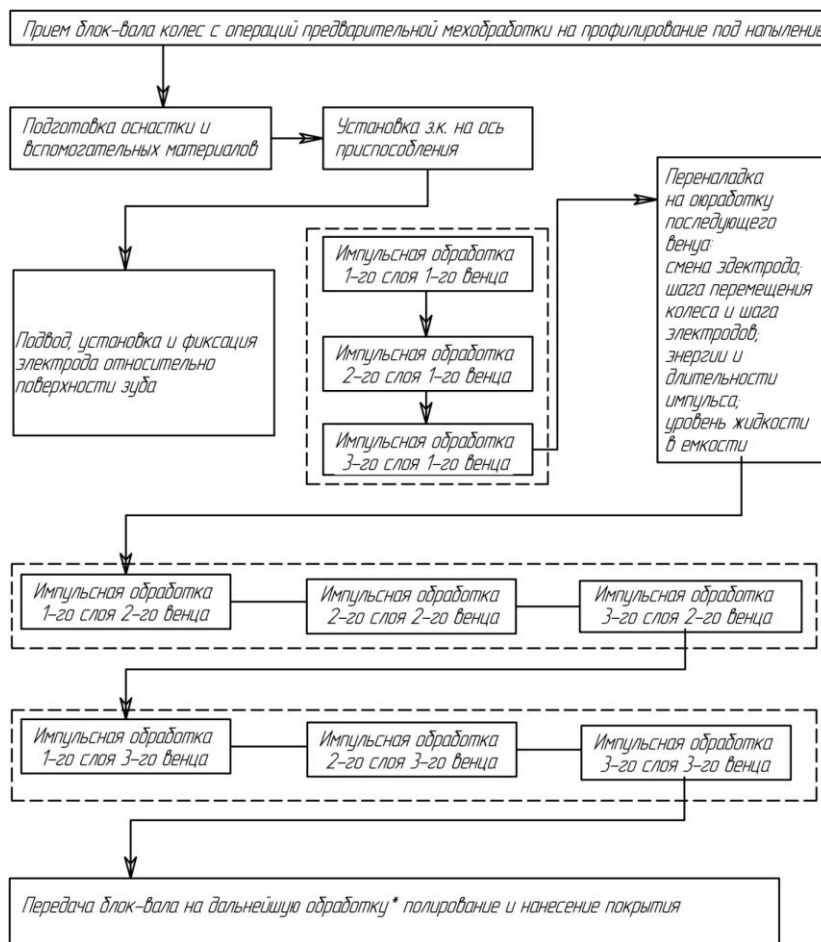 Прием блок-вала колес с операций предварительной мехобработки на профилирование под напыление
Подготовка оснастки и
вспомогательных материалов
Установка з.к. на ось
приспособления
Подвод, установка и фиксация
электрода относительно
поверхности зуба
Импульсная обработка
1-го слоя 1-го венца
Импульсная обработка
2-го слоя 1-го венца
Импульсная обработка
3-го слоя 1-го венца
Переналадка
на оюработку
последующего
венуа:
смена эдектрода;
шага перемещения
колеса и шага
электродов;
энергии и
длительности
импульса;
уровень жидкости
в емкости
Импульсная обработка
1-го слоя 2-го венца
Импульсная обработка
2-го слоя 2-го венца
Импульсная обработка
3-го слоя 2-го венца
Импульсная обработка
1-го слоя 3-го венца
Импульсная обработка
2-го слоя 3-го венца
Импульсная обработка
3-го слоя 3-го венца
Передача блок-вала на дальнейшую обработку* полирование и нанесение покрытия